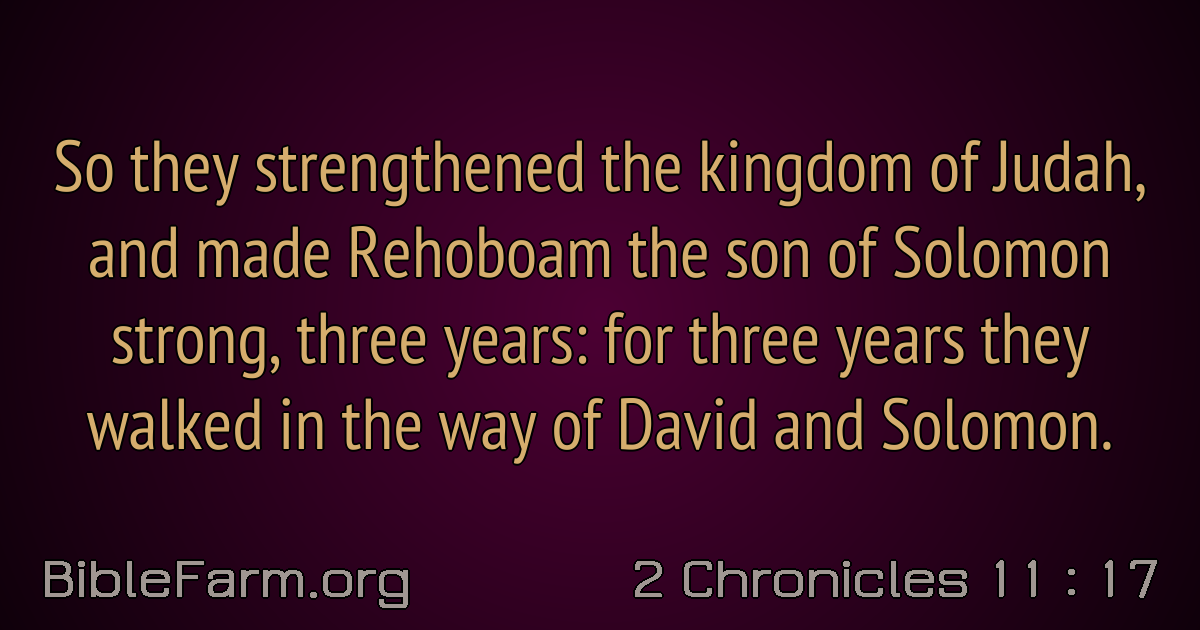 So they strengthened the kingdom of Judah,
and made Rehoboam the son of Solomon
strong, three years: for three years they
walked in the way of David and Solomon.
BibleFarm.org
2 Chronicles 11 : 17